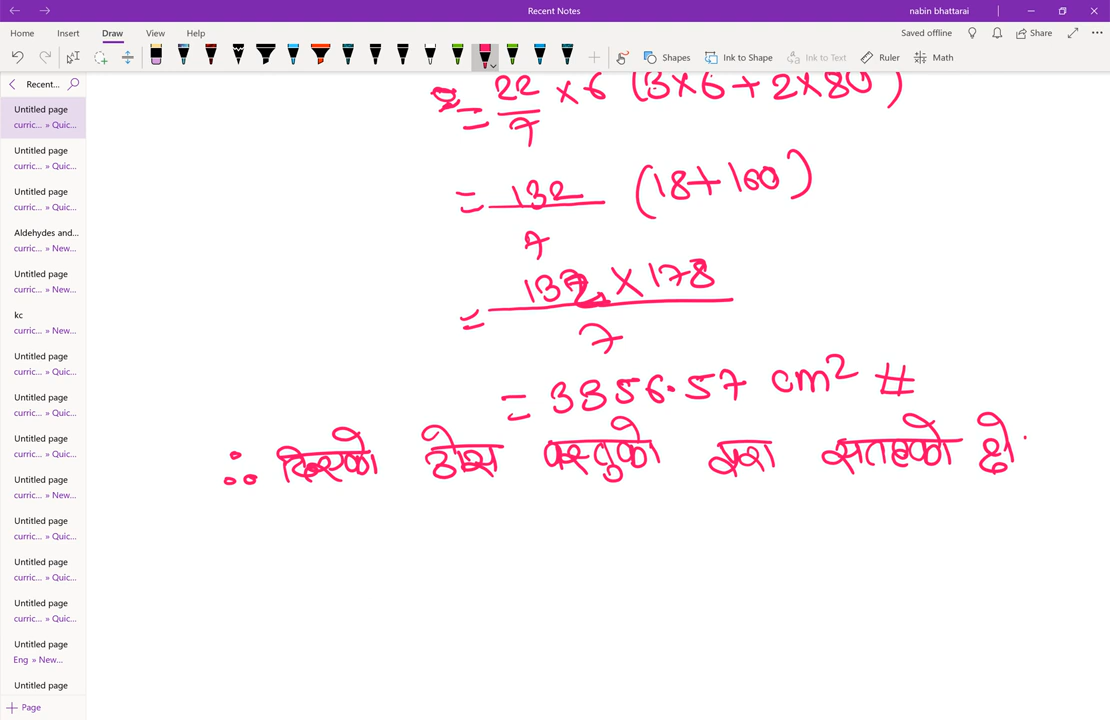 Recent Notes
nabin bhattarai
Home Insert Draw View Help
Saved offline Share
Shapes Ink to Shape Ink to Text Ruler Math
Recent...
Untitled page
curric... » Quic...
Untitled page
curric... » Quic...
Untitled page
curric... » Quic...
Aldehydes and...
curric... » New...
Untitled page
curric... » New...
kc
curric... » New...
Untitled page
curric... » Quic...
Untitled page
curric... » Quic...
Untitled page
curric... » Quic...
Untitled page
curric... » New...
Untitled page
curric... » Quic...
Untitled page
curric... » Quic...
Untitled page
curric... » Quic...
Untitled page
Eng » New...
Untitled page
+ Page
= 22/7 × 6 (3×6 + 2×80)
= 132/7 (18+160)
= 132 × 178 / 7
= 3356.57 cm² #
∴ दिएको ठोस वस्तुको पुरा सतहको हो